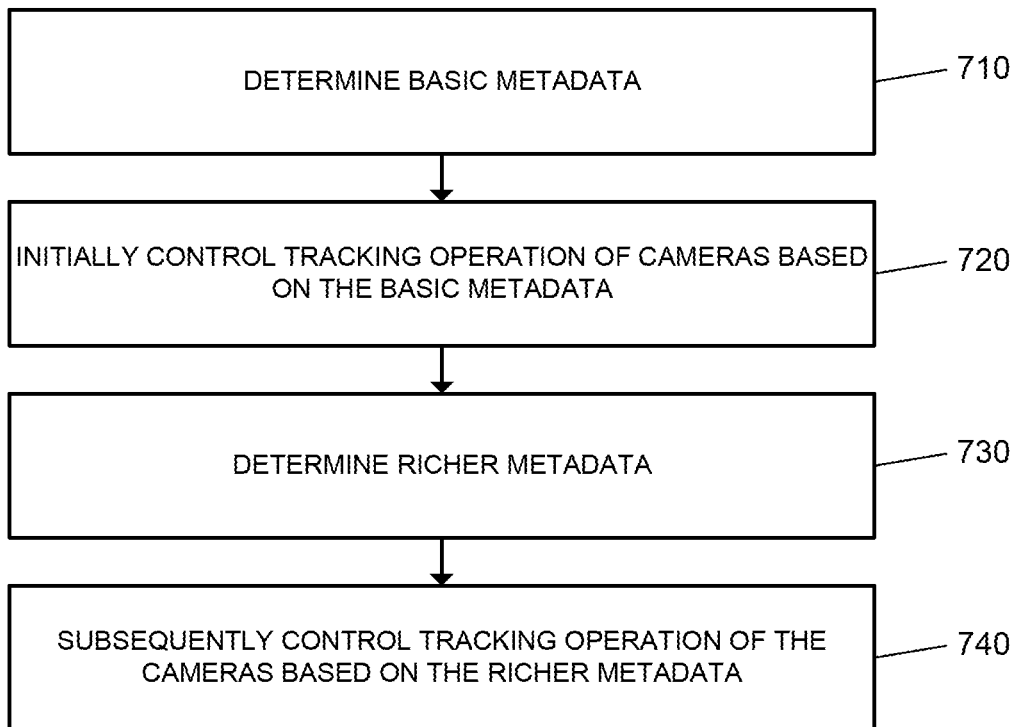 DETERMINE BASIC METADATA
710
INITIALLY CONTROL TRACKING OPERATION OF CAMERAS BASED
ON THE BASIC METADATA
720
DETERMINE RICHER METADATA
730
SUBSEQUENTLY CONTROL TRACKING OPERATION OF THE
CAMERAS BASED ON THE RICHER METADATA
740